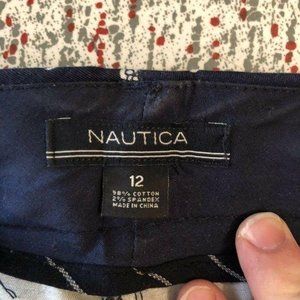 NAUTICA
12
98% COTTON
2% SPANDEX
MADE IN CHINA